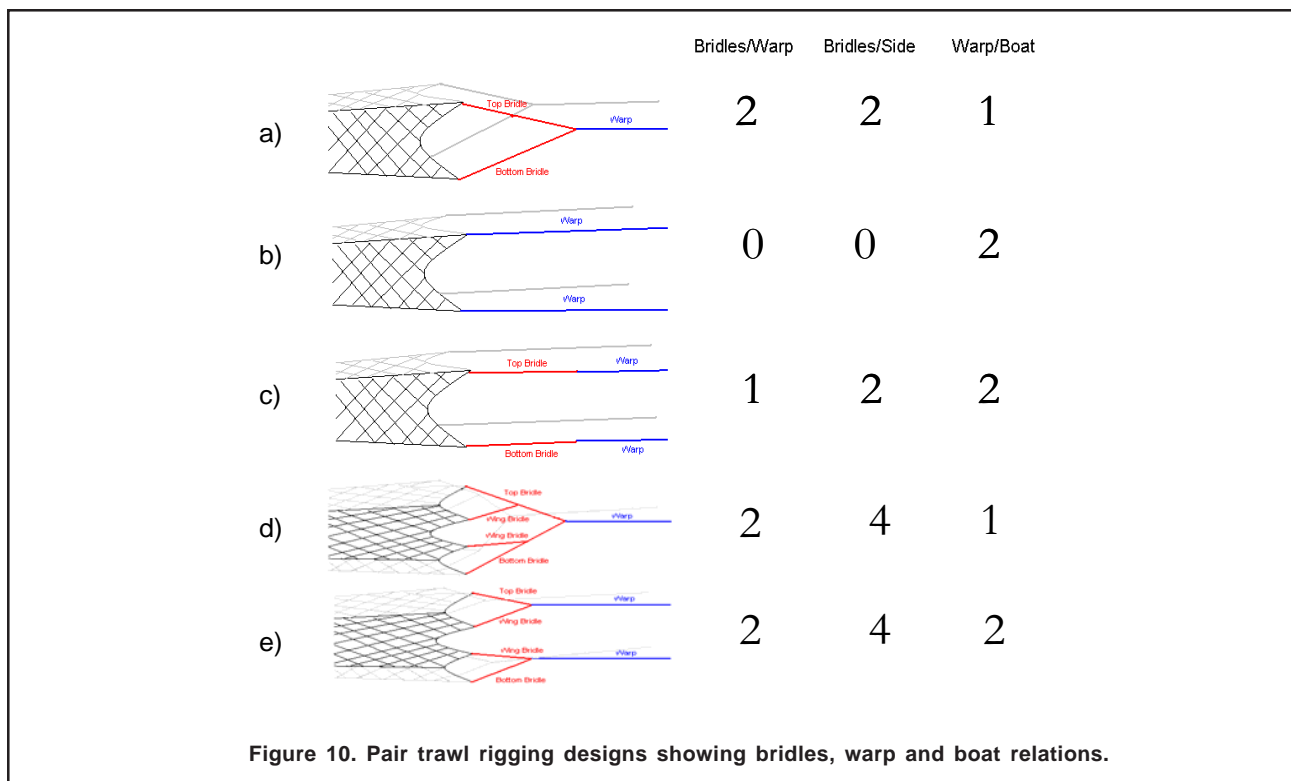 Bridles/Warp Bridles/Side Warp/Boat
a) Top Bridle Warp Bottom Bridle 2 2 1
b) Warp Warp 0 0 2
c) Top Bridle Warp Bottom Bridle Warp 1 2 2
d) Top Bridle Wing Bridle Wing Bridle Bottom Bridle Warp 2 4 1
e) Top Bridle Warp Wing Bridle Wing Bridle Warp Bottom Bridle 2 4 2
Figure 10. Pair trawl rigging designs showing bridles, warp and boat relations.